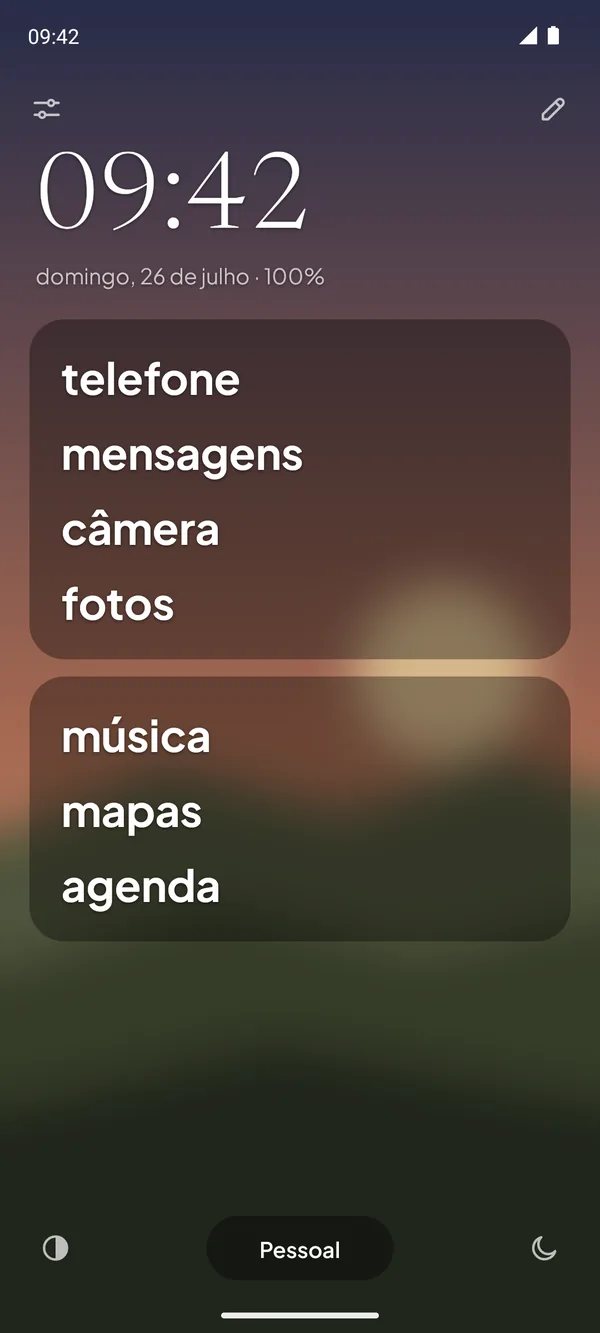 09:42
09:42
domingo, 26 de julho · 100%
telefone
mensagens
câmera
fotos
música
mapas
agenda
Pessoal